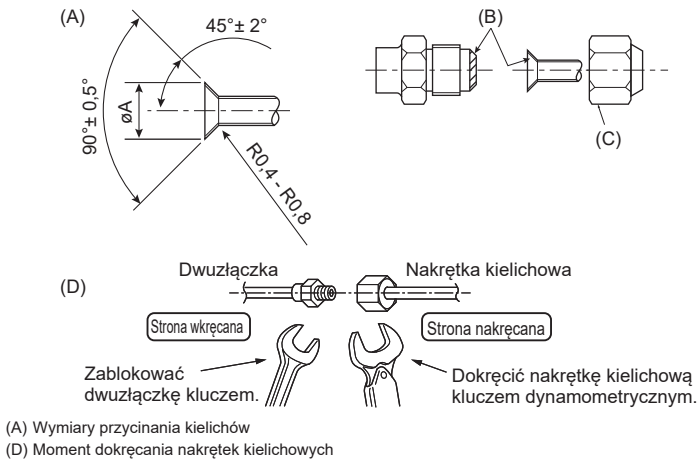 (A)
45°± 2°
90°± 0,5°
øA
R0,4 - R0,8
(B)
(C)
(D)
Dwuzłączka
Nakrętka kielichowa
Strona wkręcana
Strona nakręcana
Zablokować
dwuzłączkę kluczem.
Dokręcić nakrętkę kielichową
kluczem dynamometrycznym.
(A) Wymiary przycinania kielichów
(D) Moment dokręcania nakrętek kielichowych